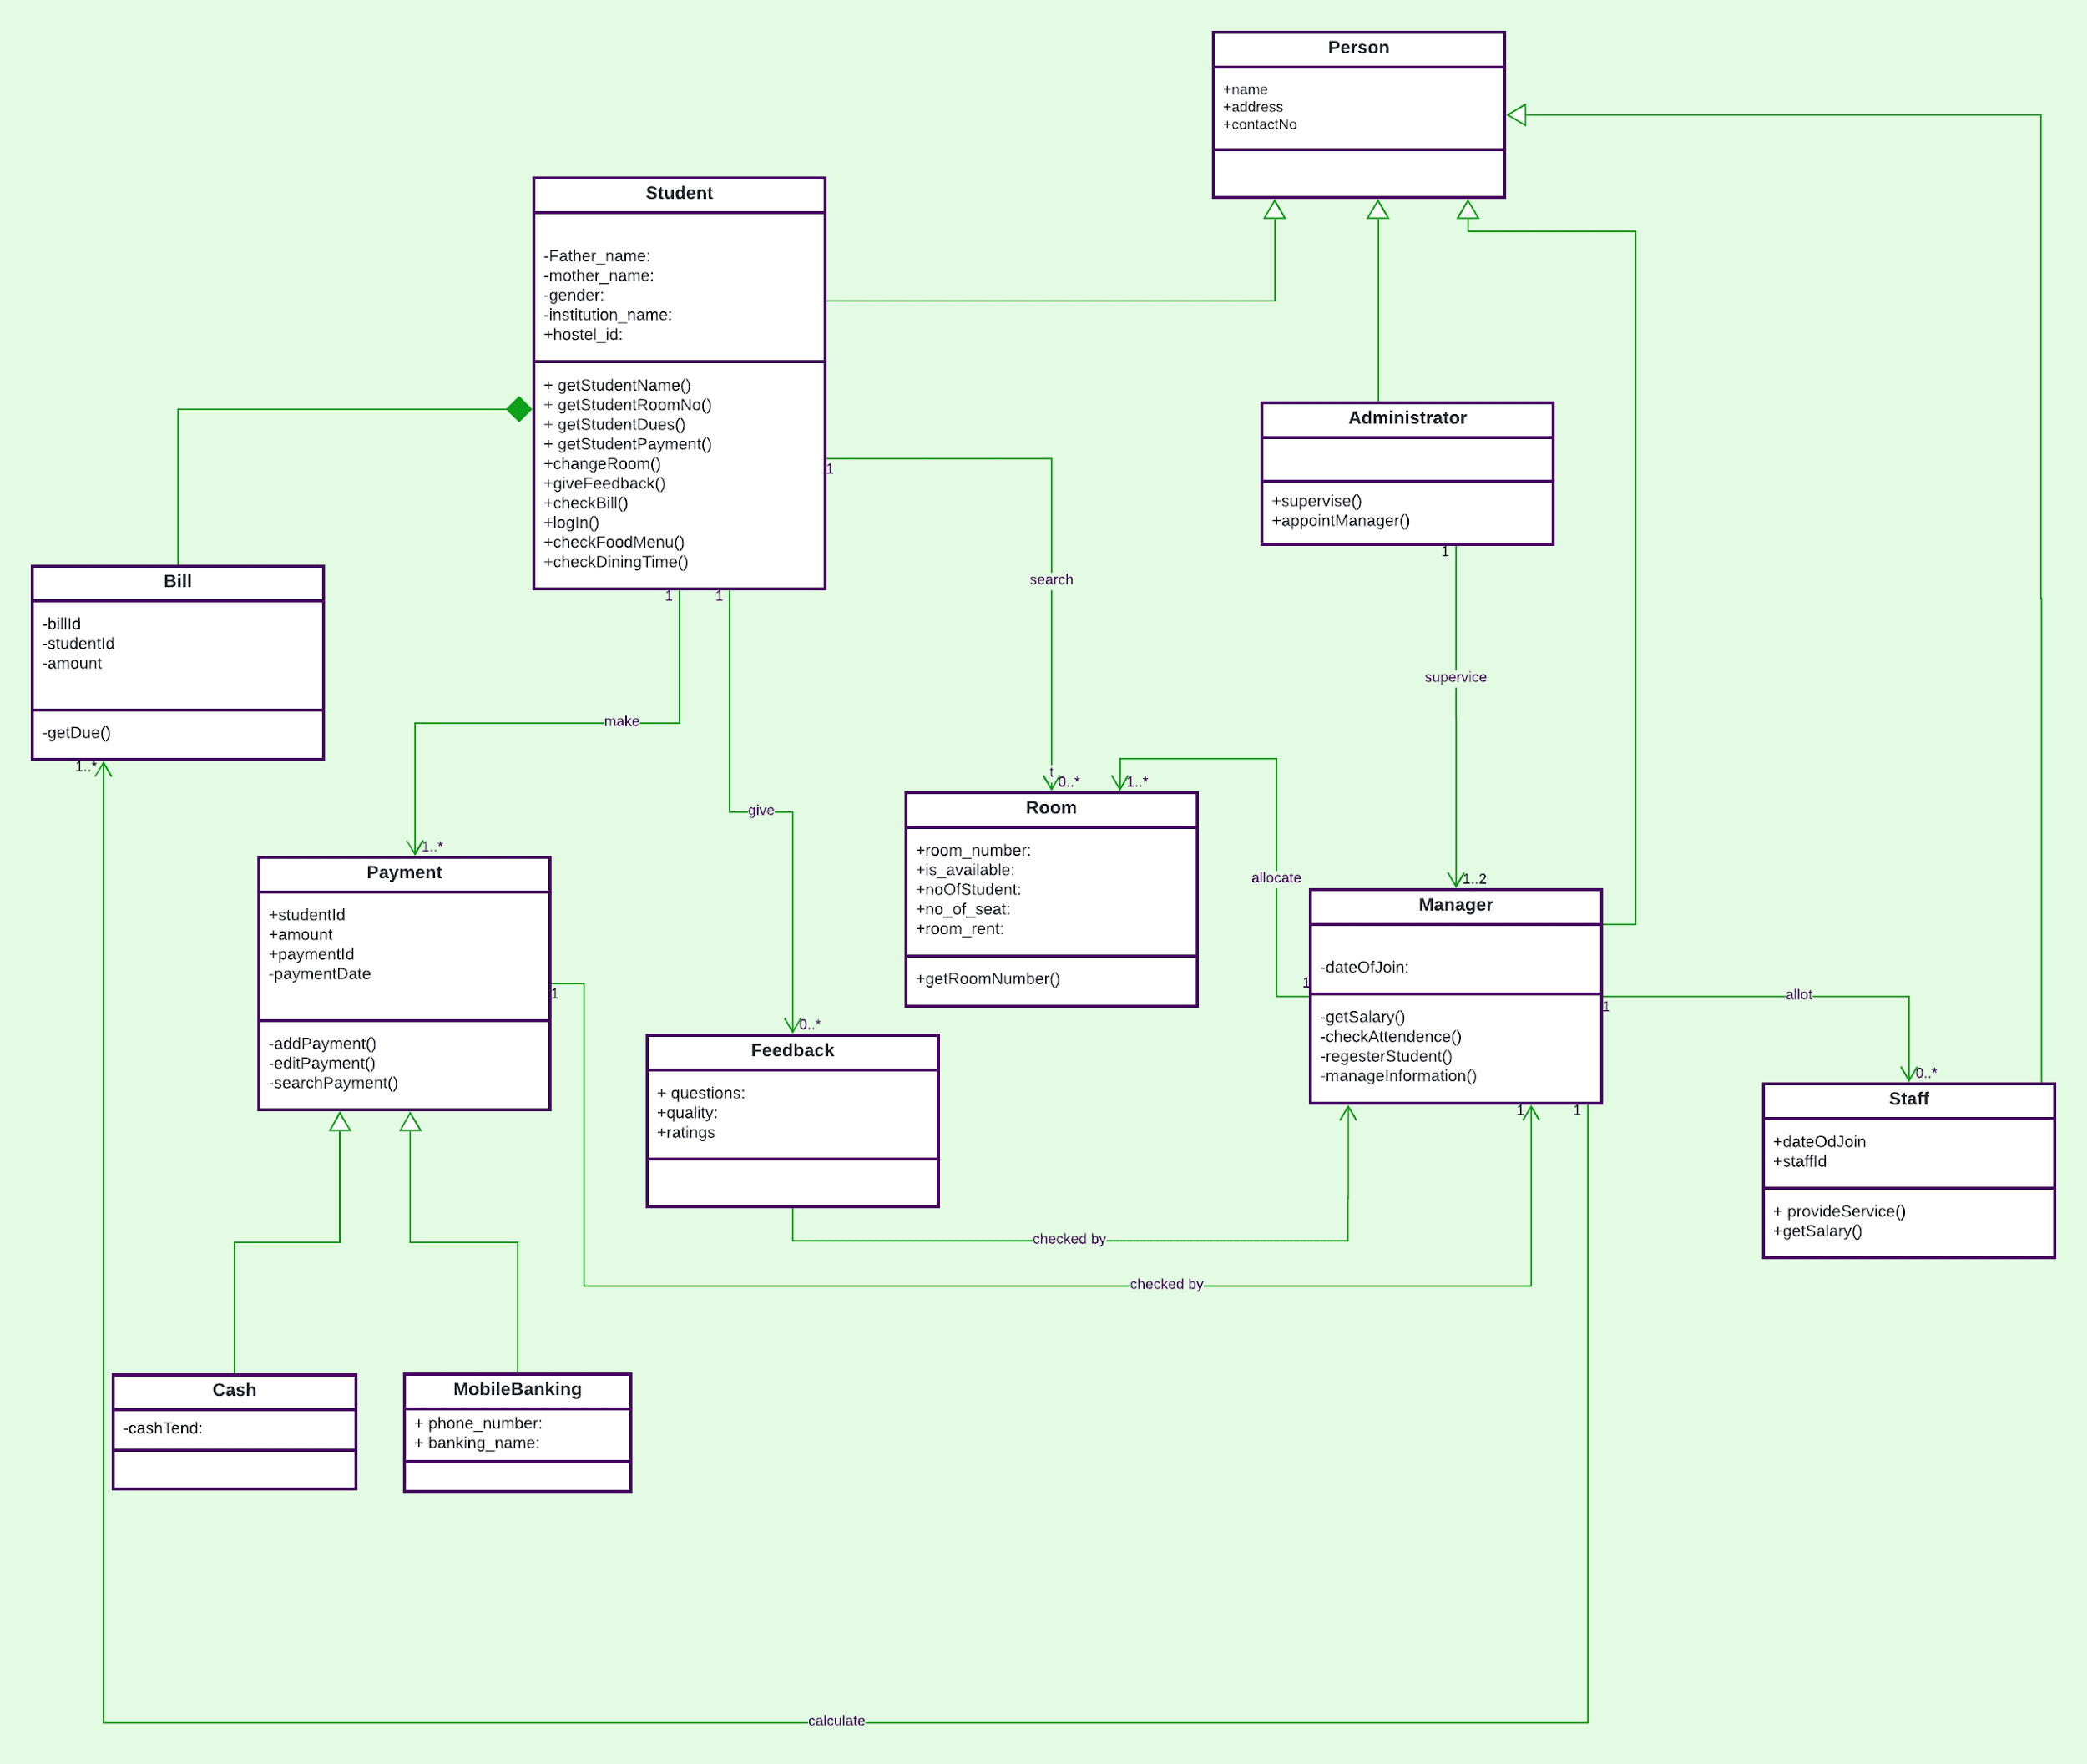 Person
+name
+address
+contactNo
Student
-Father_name:
-mother_name:
-gender:
-institution_name:
+hostel_id:
+ getStudentName()
+ getStudentRoomNo()
+ getStudentDues()
+ getStudentPayment()
+changeRoom()
+giveFeedback()
+checkBill()
+logIn()
+checkFoodMenu()
+checkDiningTime()
1
1
1
Administrator
+supervise()
+appointManager()
1
search
supervice
Bill
-billId
-studentId
-amount
-getDue()
1..*
make
give
t
0..*
1..*
Room
+room_number:
+is_available:
+noOfStudent:
+no_of_seat:
+room_rent:
+getRoomNumber()
allocate
1..2
Manager
-dateOfJoin:
-getSalary()
-checkAttendence()
-regesterStudent()
-manageInformation()
1
1
1
1
allot
0..*
Staff
+dateOdJoin
+staffId
+ provideService()
+getSalary()
1..*
Payment
+studentId
+amount
+paymentId
-paymentDate
-addPayment()
-editPayment()
-searchPayment()
1
0..*
Feedback
+ questions:
+quality:
+ratings
checked by
checked by
Cash
-cashTend:
MobileBanking
+ phone_number:
+ banking_name:
calculate